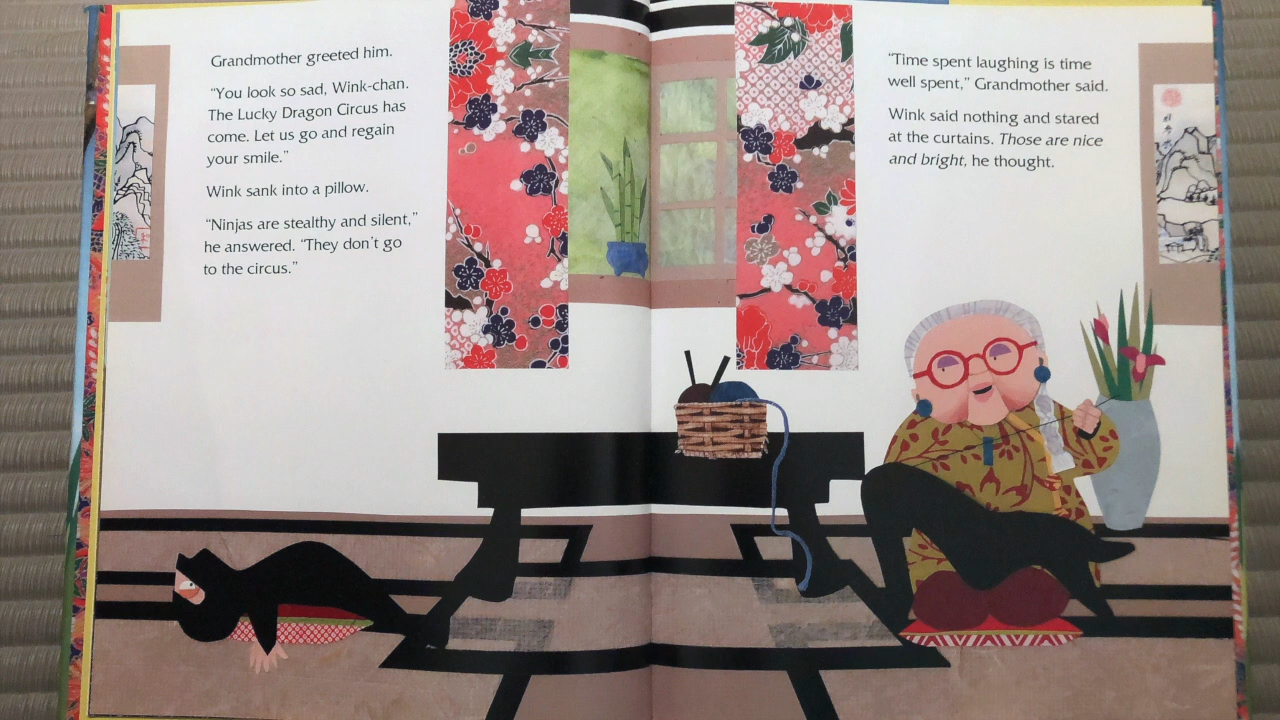 Grandmother greeted him.
“You look so sad, Wink-chan.
The Lucky Dragon Circus has
come. Let us go and regain
your smile.”
Wink sank into a pillow.
“Ninjas are stealthy and silent,”
he answered. “They don’t go
to the circus.”
“Time spent laughing is time
well spent,” Grandmother said.
Wink said nothing and stared
at the curtains. Those are nice
and bright, he thought.